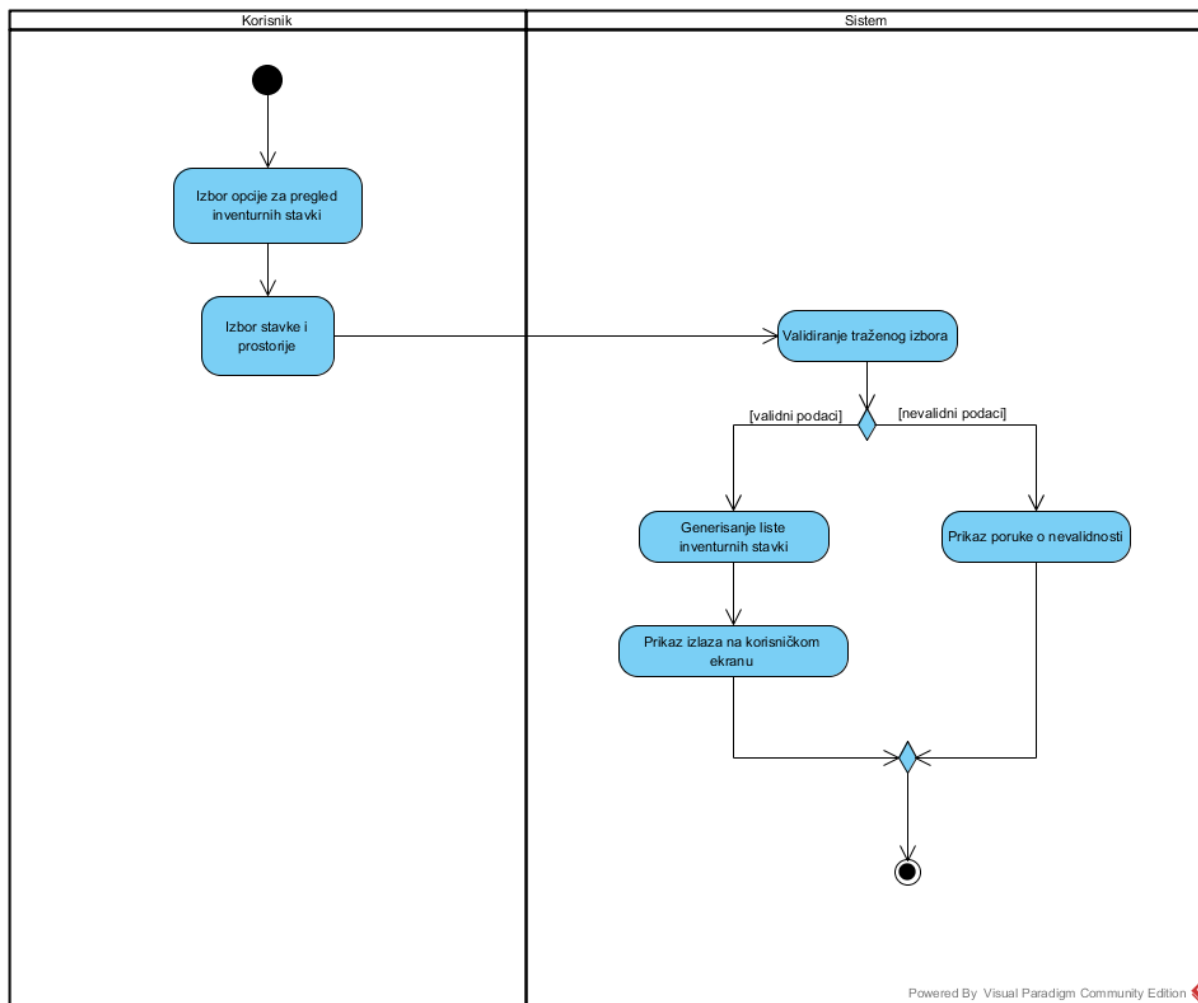 Korisnik
Sistem
Izbor opcije za pregled
inventurnih stavki
Izbor stavke i
prostorije
Validiranje traženog izbora
[validni podaci]
[nevalidni podaci]
Generisanje liste
inventurnih stavki
Prikaz poruke o nevalidnosti
Prikaz izlaza na korisničkom
ekranu
Powered By Visual Paradigm Community Edition